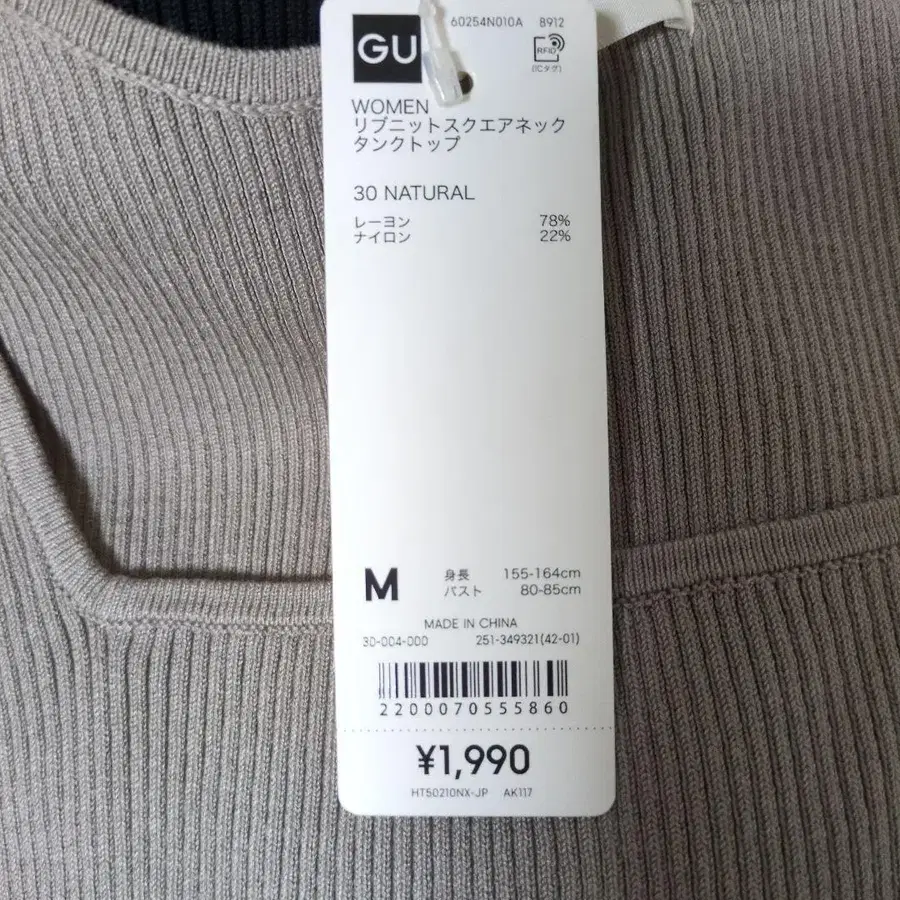 GU
60254N010A 8912
RFID
(ICタグ)
WOMEN
リブニットスクエアネック
タンクトップ
30 NATURAL
レーヨン 78%
ナイロン 22%
M
身長 155-164cm
バスト 80-85cm
MADE IN CHINA
30-004-000 251-349321(42-01)
2200070555860
¥1,990
HT50210NX-JP AK117